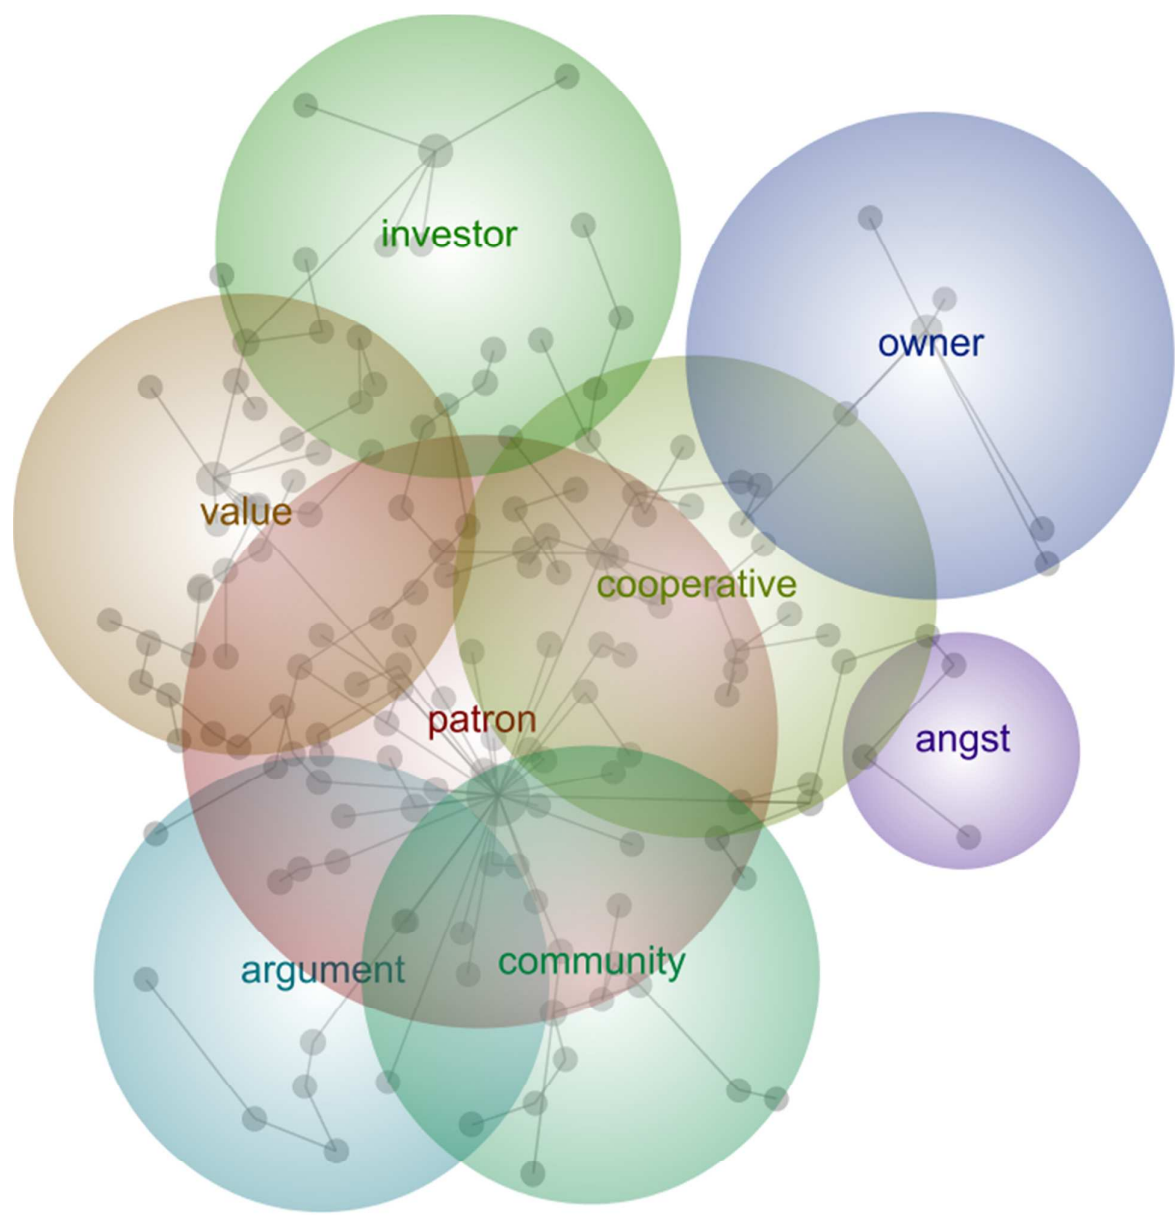 investor
owner
value
cooperative
patron
angst
argument
community